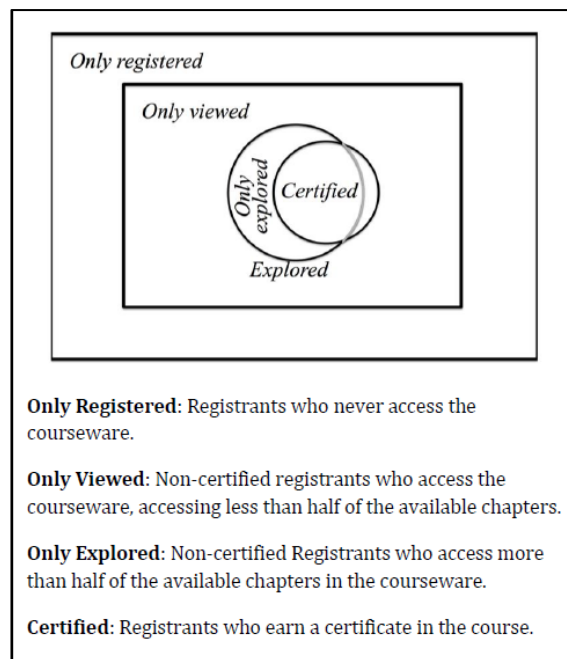 Only registered
Only viewed
Only
explored
Certified
Explored
Only Registered: Registrants who never access the
courseware.
Only Viewed: Non-certified registrants who access the
courseware, accessing less than half of the available chapters.
Only Explored: Non-certified Registrants who access more
than half of the available chapters in the courseware.
Certified: Registrants who earn a certificate in the course.